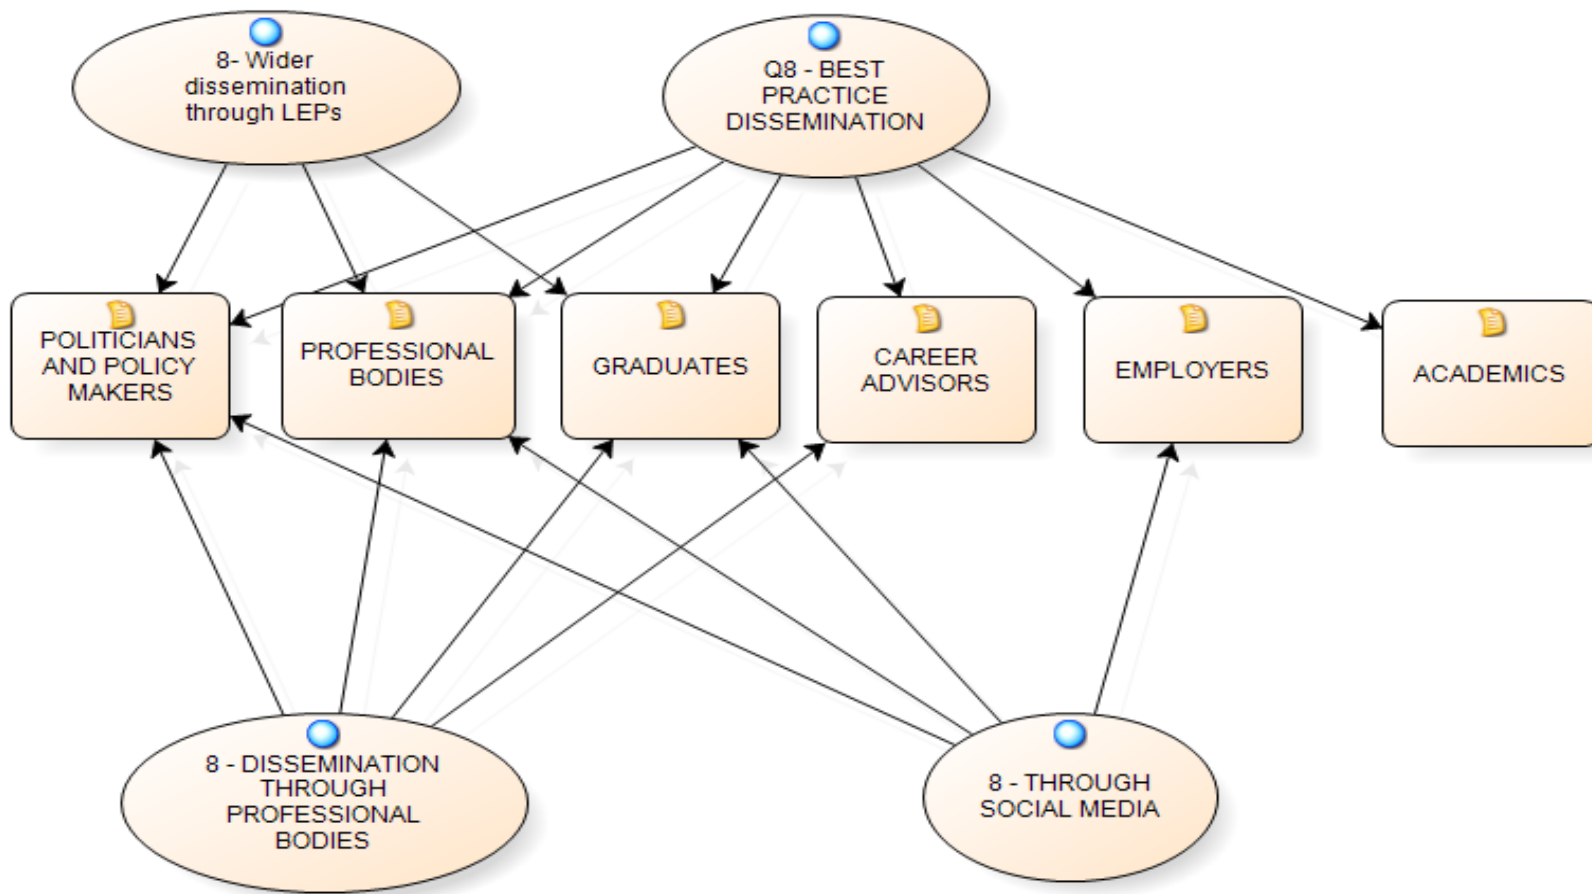 8- Wider
dissemination
through LEPs
Q8 - BEST
PRACTICE
DISSEMINATION
POLITICIANS
AND POLICY
MAKERS
PROFESSIONAL
BODIES
GRADUATES
CAREER
ADVISORS
EMPLOYERS
ACADEMICS
8 - DISSEMINATION
THROUGH
PROFESSIONAL
BODIES
8 - THROUGH
SOCIAL MEDIA